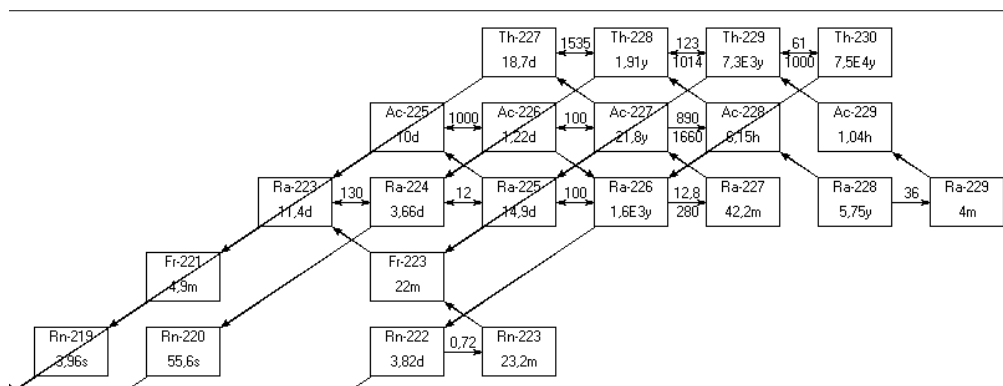 Th-227 1535 Th-228 123 Th-229 61 Th-230
18,7d 1,91y 1014 7,3E3y 1000 7,5E4y
Ac-225 1000 Ac-226 100 Ac-227 890 Ac-228 Ac-229
10d 1,22d 21,8y 1660 6,15h 1,04h
Ra-223 130 Ra-224 12 Ra-225 100 Ra-226 12,8 Ra-227 Ra-228 36 Ra-229
11,4d 3,66d 14,9d 1,6E3y 280 42,2m 5,75y 4m
Fr-221 Fr-223
4,9m 22m
Rn-219 Rn-220 Rn-222 0,72 Rn-223
3,96s 55,6s 3,82d 23,2m